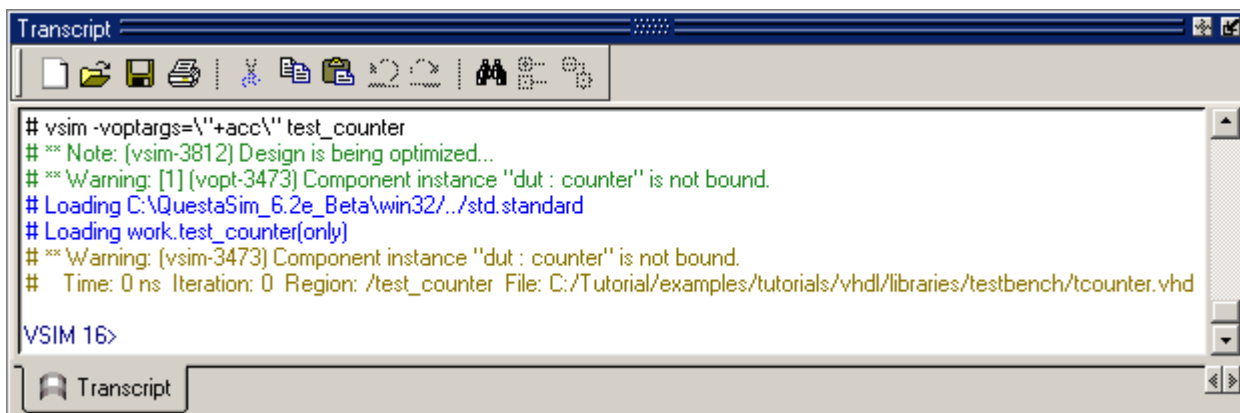 Transcript
# vsim -voptargs=\"+acc\" test_counter
# ** Note: (vsim-3812) Design is being optimized...
# ** Warning: [1] (vopt-3473) Component instance "dut : counter" is not bound.
# Loading C:\QuestaSim_6.2e_Beta\win32/../std.standard
# Loading work.test_counter(only)
# ** Warning: (vsim-3473) Component instance "dut : counter" is not bound.
#    Time: 0 ns  Iteration: 0  Region: /test_counter  File: C:/Tutorial/examples/tutorials/vhdl/libraries/testbench/tcounter.vhd
VSIM 16>
Transcript